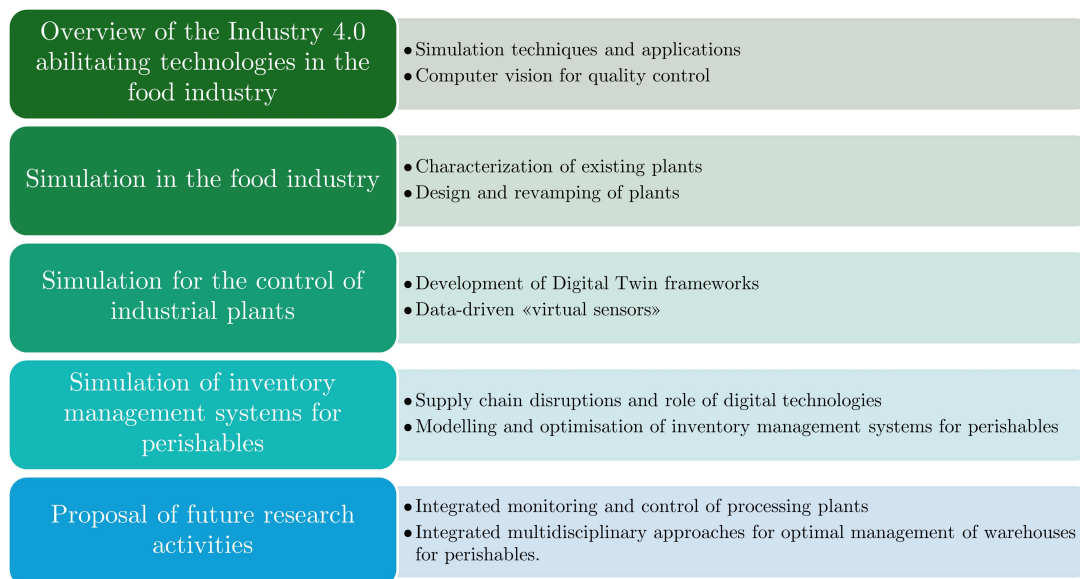 Overview of the Industry 4.0
abilitating technologies in the
food industry
• Simulation techniques and applications
• Computer vision for quality control
Simulation in the food industry
• Characterization of existing plants
• Design and revamping of plants
Simulation for the control of
industrial plants
• Development of Digital Twin frameworks
• Data-driven «virtual sensors»
Simulation of inventory
management systems for
perishables
• Supply chain disruptions and role of digital technologies
• Modelling and optimisation of inventory management systems for perishables
Proposal of future research
activities
• Integrated monitoring and control of processing plants
• Integrated multidisciplinary approaches for optimal management of warehouses
for perishables.